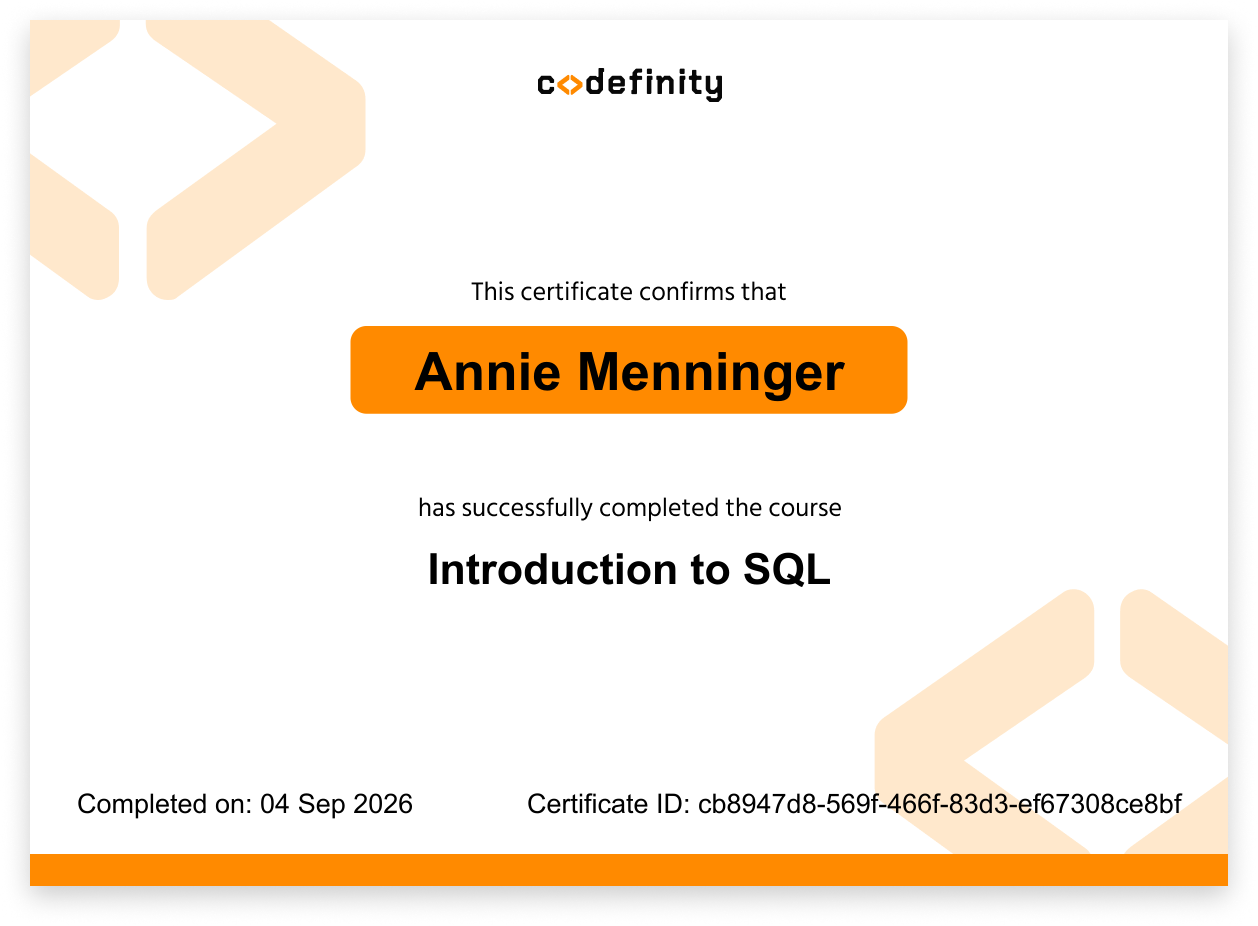 codefinity
This certificate confirms that
Annie Menninger
has successfully completed the course
Introduction to SQL
Completed on: 04 Sep 2026
Certificate ID: cb8947d8-569f-466f-83d3-ef67308ce8bf